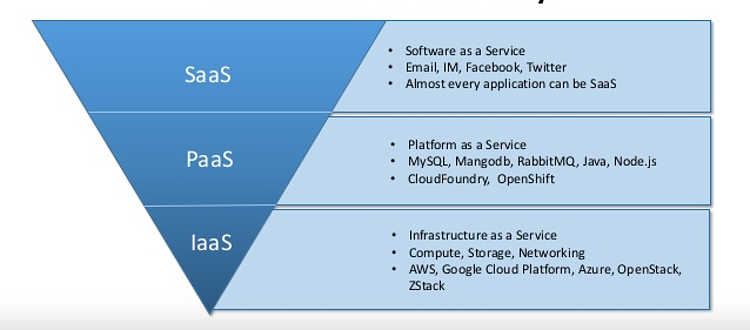 SaaS
• Software as a Service
• Email, IM, Facebook, Twitter
• Almost every application can be SaaS
PaaS
• Platform as a Service
• MySQL, Mangodb, RabbitMQ, Java, Node.js
• CloudFoundry, OpenShift
IaaS
• Infrastructure as a Service
• Compute, Storage, Networking
• AWS, Google Cloud Platform, Azure, OpenStack,
ZStack